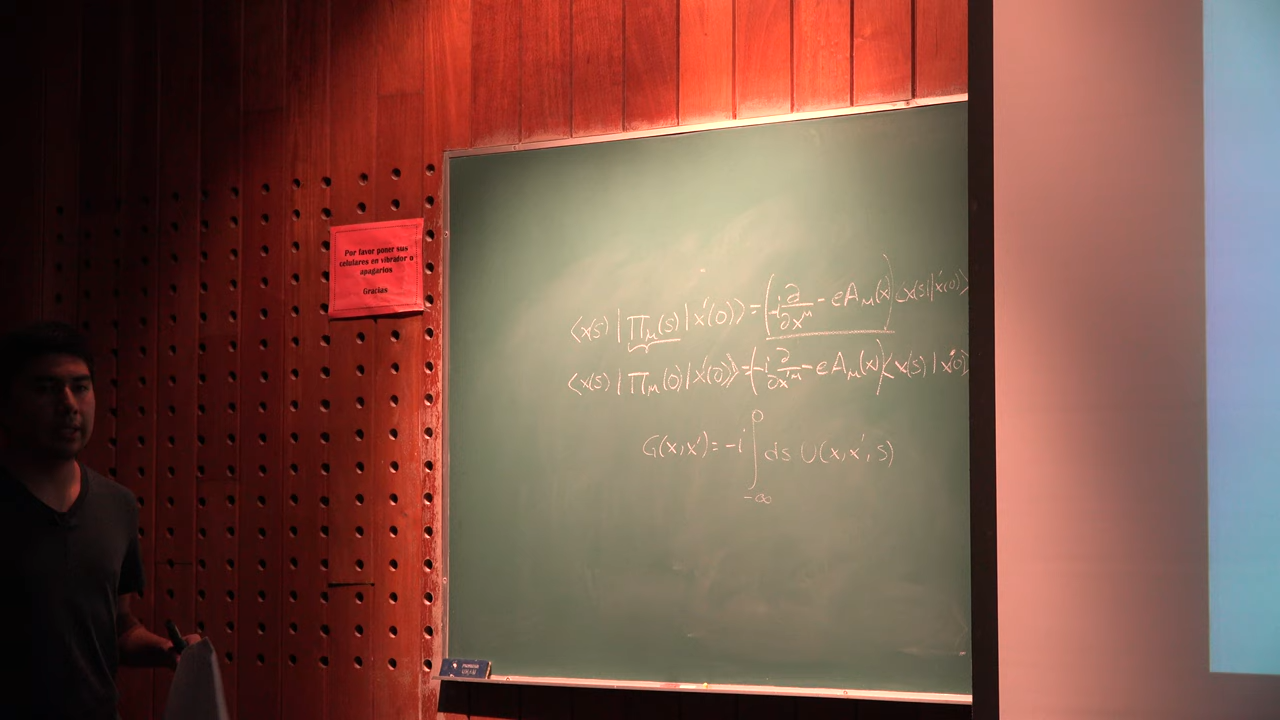 Por favor poner sus
celulares en vibrador o
apagarlos
Gracias
⟨x(s) | Π_μ(s) | x'(0)⟩ = (-i ∂/∂x^μ - eA_μ(x)) ⟨x(s) | x'(0)⟩
⟨x(s) | Π_μ(0) | x'(0)⟩ = (-i ∂/∂x^μ - eA_μ(x)) ⟨x(s) | x'(0)⟩
G(x,x') = -i ∫_{-∞}^{0} ds U(x,x',s)